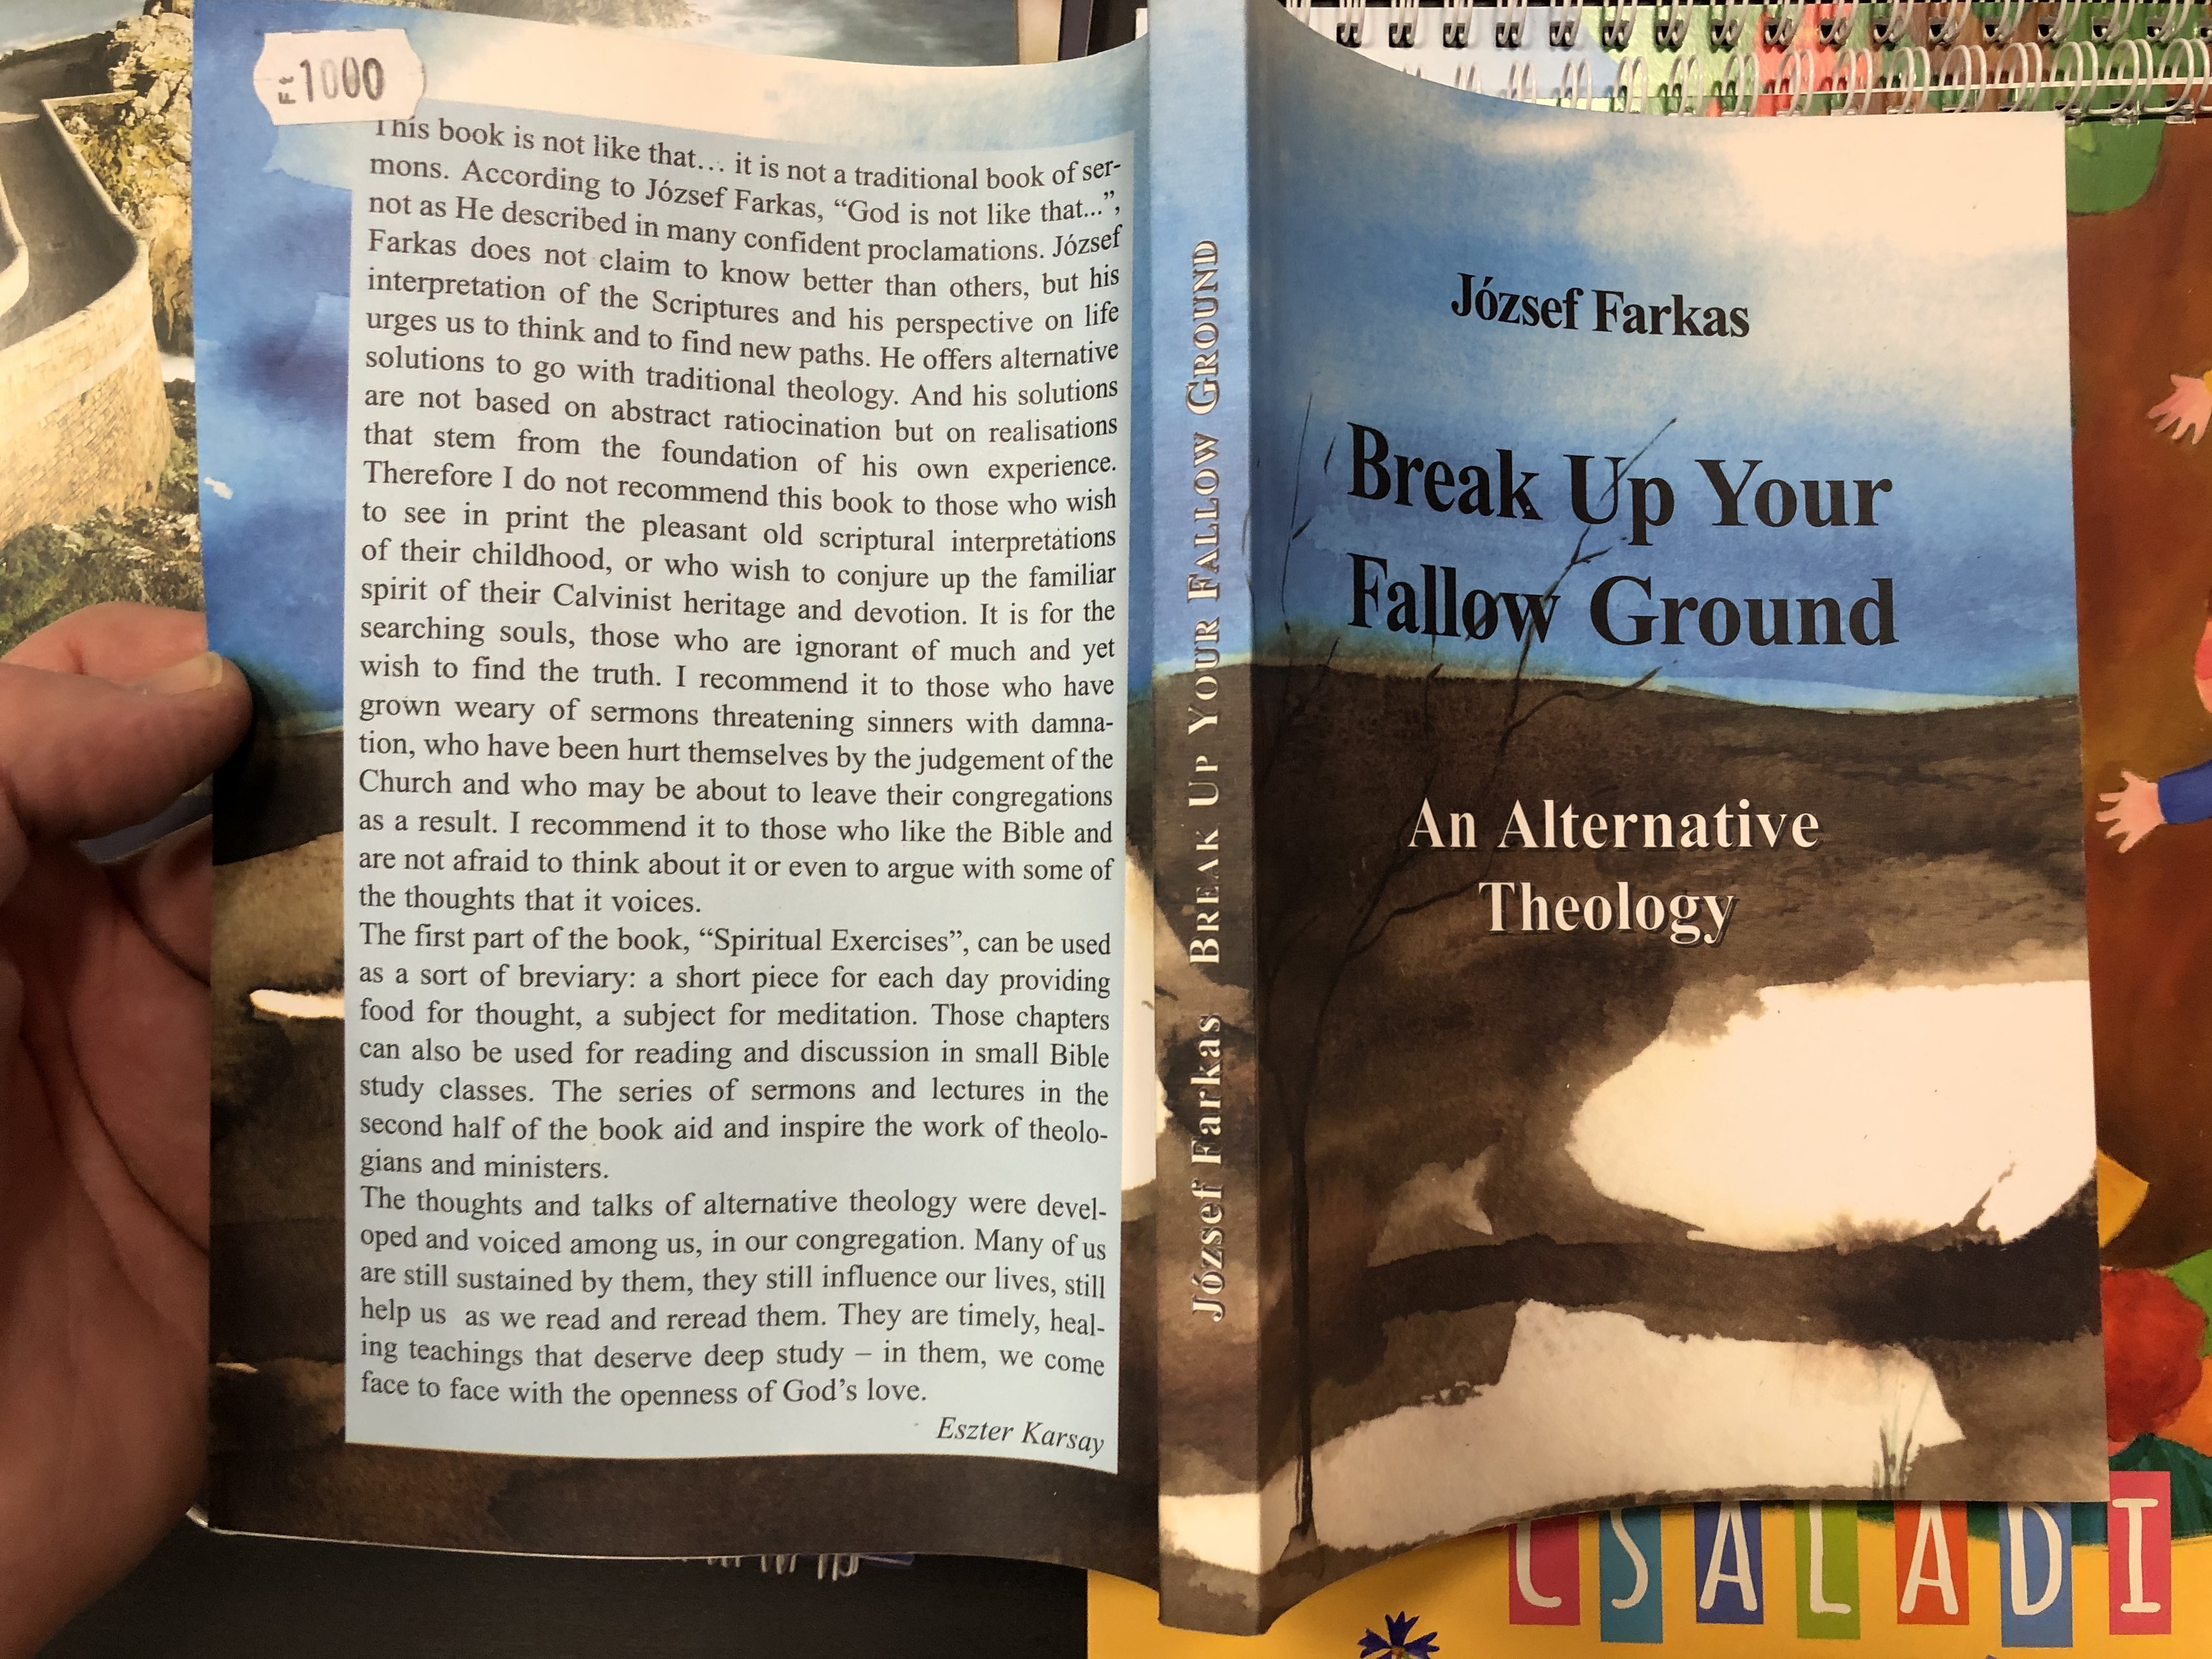 Ft 1000
This book is not like that... it is not a traditional book of ser-
mons. According to József Farkas, “God is not like that...”,
not as He described in many confident proclamations. József
Farkas does not claim to know better than others, but his
interpretation of the Scriptures and his perspective on life
urges us to think and to find new paths. He offers alternative
solutions to go with traditional theology. And his solutions
are not based on abstract ratiocination but on realisations
that stem from the foundation of his own experience.
Therefore I do not recommend this book to those who wish
to see in print the pleasant old scriptural interpretations
of their childhood, or who wish to conjure up the familiar
spirit of their Calvinist heritage and devotion. It is for the
searching souls, those who are ignorant of much and yet
wish to find the truth. I recommend it to those who have
grown weary of sermons threatening sinners with damna-
tion, who have been hurt themselves by the judgement of the
Church and who may be about to leave their congregations
as a result. I recommend it to those who like the Bible and
are not afraid to think about it or even to argue with some of
the thoughts that it voices.
The first part of the book, “Spiritual Exercises”, can be used
as a sort of breviary: a short piece for each day providing
food for thought, a subject for meditation. Those chapters
can also be used for reading and discussion in small Bible
study classes. The series of sermons and lectures in the
second half of the book aid and inspire the work of theolo-
gians and ministers.
The thoughts and talks of alternative theology were devel-
oped and voiced among us, in our congregation. Many of us
are still sustained by them, they still influence our lives, still
help us as we read and reread them. They are timely, heal-
ing teachings that deserve deep study – in them, we come
face to face with the openness of God’s love.
Eszter Karsay
József Farkas BREAK UP YOUR FALLOW GROUND
József Farkas
Break Up Your
Fallow Ground
An Alternative
Theology
CSALÁDI